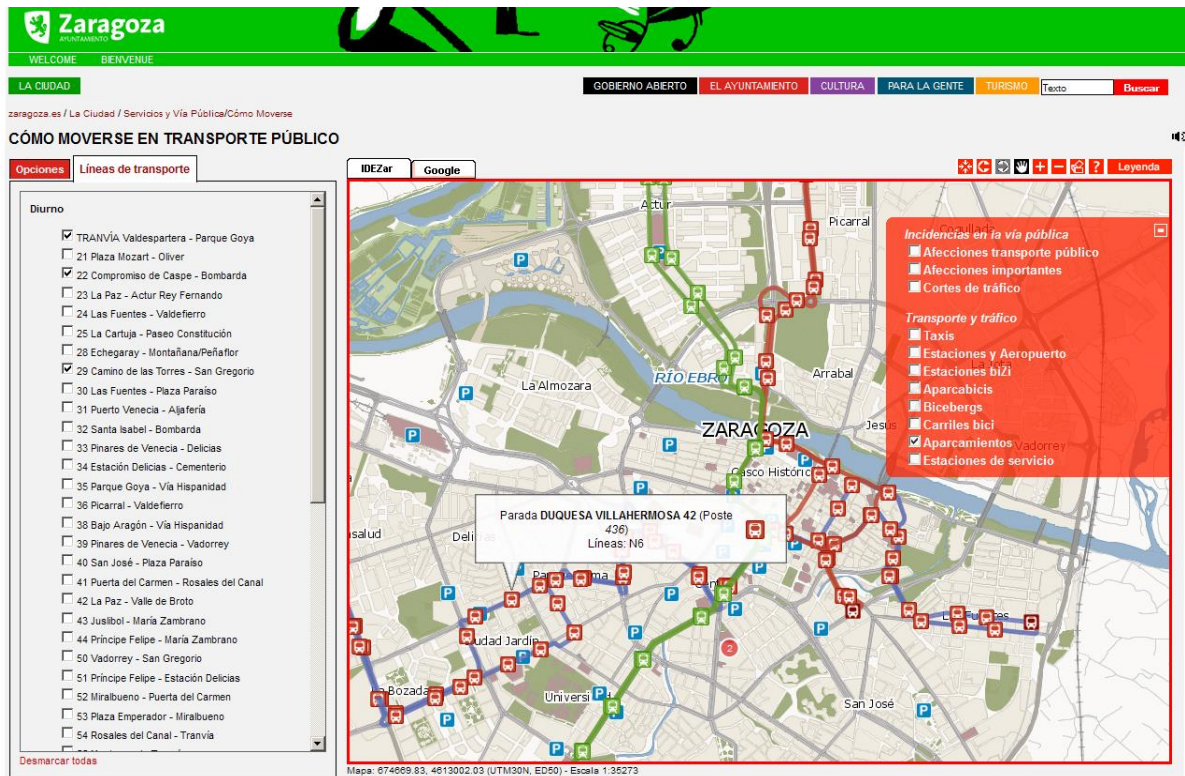 Zaragoza
AYUNTAMIENTO
WELCOME BIENVENUE
LA CIUDAD
GOBIERNO ABIERTO EL AYUNTAMIENTO CULTURA PARA LA GENTE TURISMO Texto Buscar
zaragoza.es / La Ciudad / Servicios y Vía Pública/Cómo Moverse
CÓMO MOVERSE EN TRANSPORTE PÚBLICO
Opciones Líneas de transporte
Diurno
TRANVÍA Valdespartera - Parque Goya
21 Plaza Mozart - Oliver
22 Compromiso de Caspe - Bombarda
23 La Paz - Actur Rey Fernando
24 Las Fuentes - Valdefierro
25 La Cartuja - Paseo Constitución
28 Echegaray - Montañana/Peñaflor
29 Camino de las Torres - San Gregorio
30 Las Fuentes - Plaza Paraíso
31 Puerto Venecia - Aljafería
32 Santa Isabel - Bombarda
33 Pinares de Venecia - Delicias
34 Estación Delicias - Cementerio
35 Parque Goya - Vía Hispanidad
36 Picarral - Valdefierro
38 Bajo Aragón - Vía Hispanidad
39 Pinares de Venecia - Vadorrey
40 San José - Plaza Paraíso
41 Puerta del Carmen - Rosales del Canal
42 La Paz - Valle de Broto
43 Juslibol - María Zambrano
44 Príncipe Felipe - María Zambrano
50 Vadorrey - San Gregorio
51 Príncipe Felipe - Estación Delicias
52 Miralbueno - Puerta del Carmen
53 Plaza Emperador - Miralbueno
54 Rosales del Canal - Tranvía
Desmarcar todas
IDEZar Google
? Leyenda
Actur
Picarral
Cogullada
La Almozara
RÍO EBRO
Arrabal
La Jota
ZARAGOZA
Jesús
Vadorrey
Casco Histórico
Incidencias en la vía pública
Afecciones transporte público
Afecciones importantes
Cortes de tráfico
Transporte y tráfico
Taxis
Estaciones y Aeropuerto
Estaciones biZi
Aparcabicis
Bicebergs
Carriles bici
Aparcamientos
Estaciones de servicio
Parada DUQUESA VILLAHERMOSA 42 (Poste
436)
Líneas: N6
salud
Ciudad Jardín
2
La Bozada
San José
Mapa: 674669.83, 4613002.03 (UTM30N, ED50) - Escala 1:35273